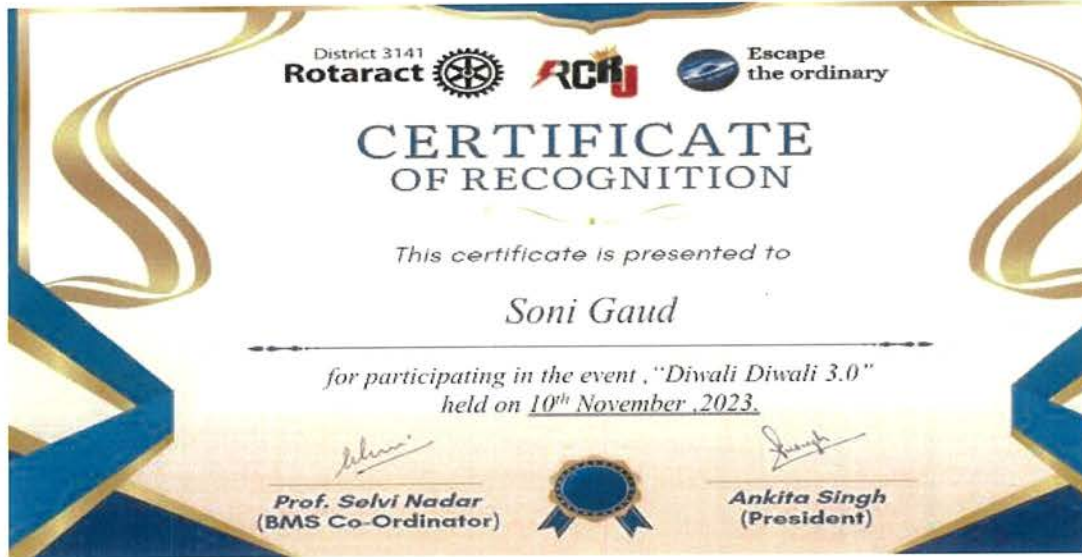 District 3141
Rotaract
RCRJ
Escape
the ordinary
CERTIFICATE
OF RECOGNITION
This certificate is presented to
Soni Gaud
for participating in the event , "Diwali Diwali 3.0"
held on 10th November ,2023.
Prof. Selvi Nadar
(BMS Co-Ordinator)
Ankita Singh
(President)